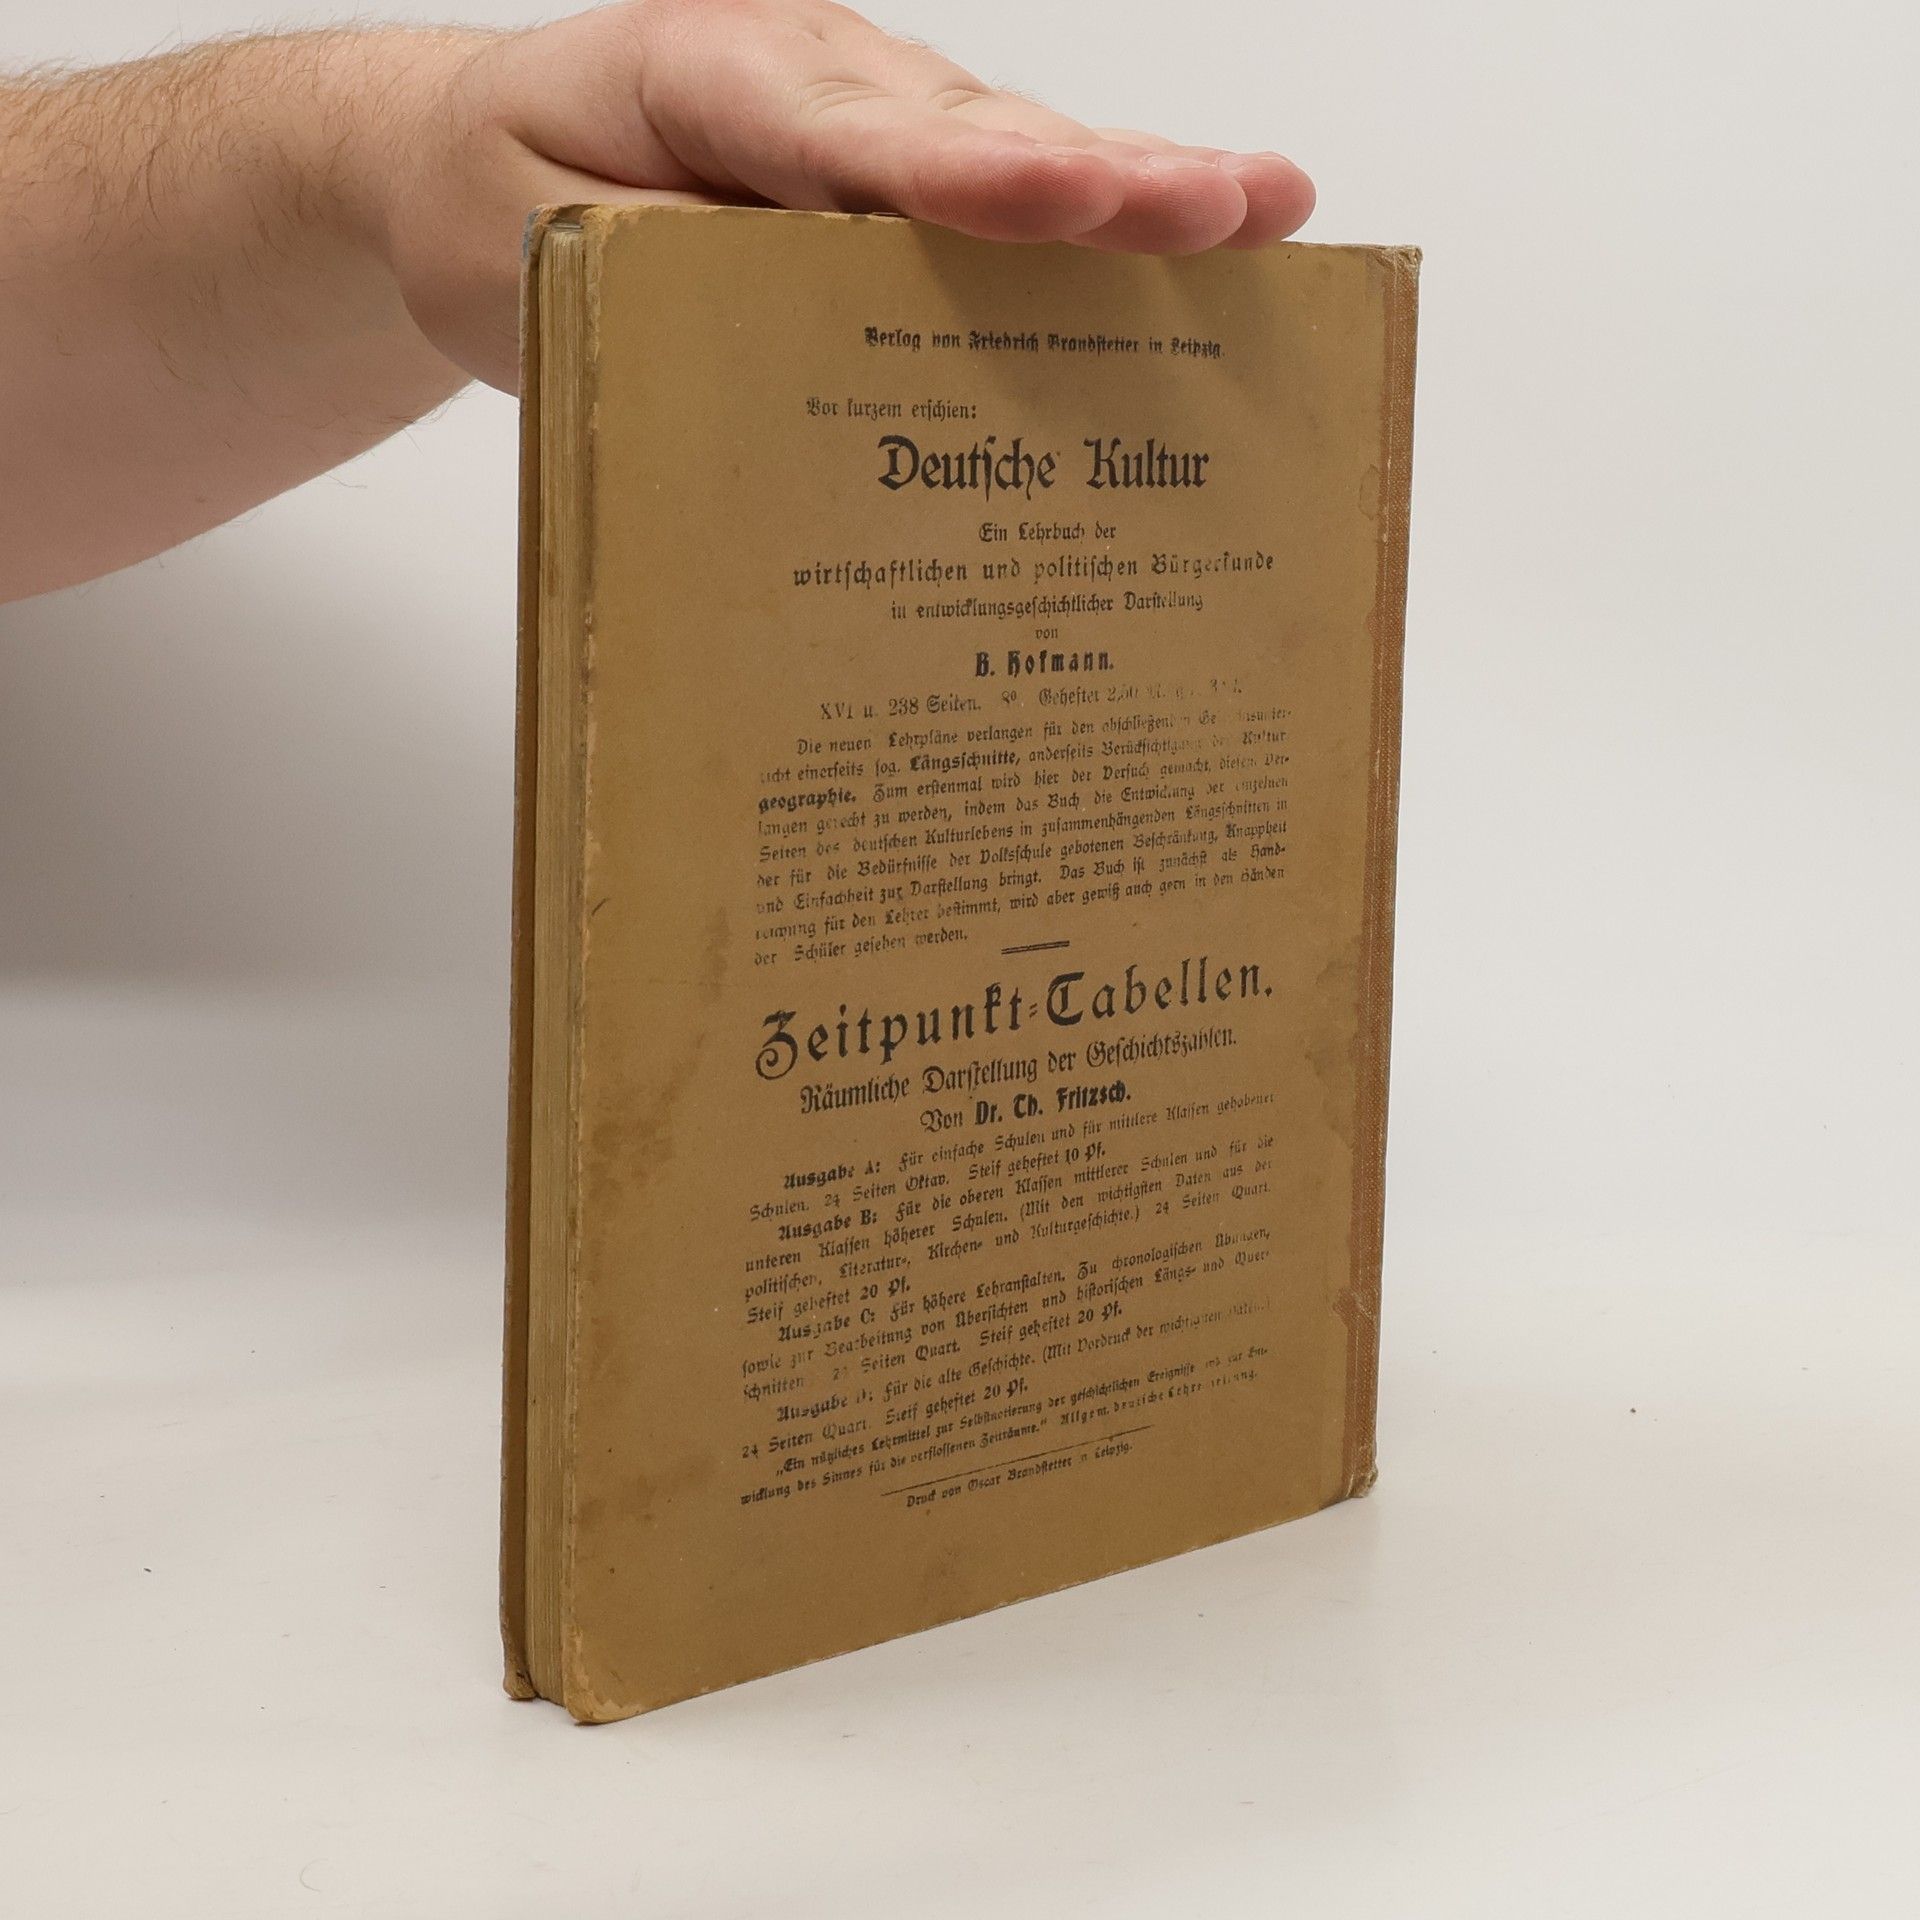 Verlag von Friedrich Brandstetter in Leipzig.
Vor kurzem erschien:
Deutsche Kultur
Ein Lehrbuch der
wirtschaftlichen und politischen Bürgerkunde
in entwicklungsgeschichtlicher Darstellung
von
B. Hofmann.
XVI u. 238 Seiten. 8°. Geheftet 2,50
Die neuen Lehrpläne verlangen für den abschließenden
einerseits sog. Längsschnitte, anderseits Berücksichtigung der Kultur-
geographie. Zum erstenmal wird hier der Versuch gemacht, diesem Ver-
langen gerecht zu werden, indem das Buch die Entwicklung der einzelnen
Seiten des deutschen Kulturlebens in zusammenhängenden Längsschnitten in
der für die Bedürfnisse der Volksschule gebotenen Beschränkung, Knappheit
und Einfachheit zur Darstellung bringt. Das Buch ist zunächst als Hand-
reichung für den Lehrer bestimmt, wird aber gewiß auch gern in den Händen
der Schüler gesehen werden.
Zeitpunkt-Tabellen.
Räumliche Darstellung der Geschichtszahlen.
Von Dr. Th. Fritzsch.
Ausgabe A: Für einfache Schulen und für mittlere Klassen gehobener
Schulen. 24 Seiten Oktav. Steif geheftet 10 Pf.
Ausgabe B: Für die oberen Klassen mittlerer Schulen und für die
unteren Klassen höherer Schulen. (Mit den wichtigsten Daten aus der
politischen, Literatur-, Kirchen- und Kulturgeschichte.) 24 Seiten Quart.
Steif geheftet 20 Pf.
Ausgabe C: Für höhere Lehranstalten. Zu chronologischen Übungen,
sowie zur Bearbeitung von Übersichten und historischen Längs- und Quer-
schnitten. Seiten Quart. Steif geheftet 20 Pf.
Ausgabe D: Für die alte Geschichte. (Mit Vordruck der wichtigsten Daten.)
24 Seiten Quart. Steif geheftet 20 Pf.
„Ein nützliches Lehrmittel zur Selbstnotierung der geschichtlichen Ereignisse und zur Ent-
wicklung des Sinnes für die verflossenen Zeiträume." Allgem. deutsche Lehrerzeitung.
Druck von Oscar Brandstetter in Leipzig.